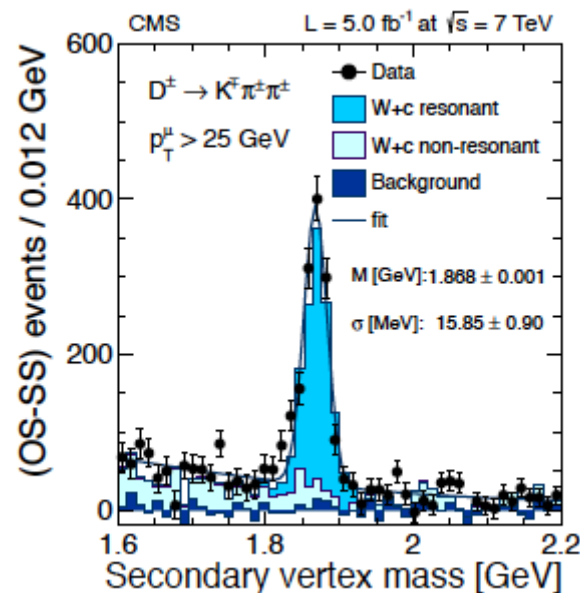 CMS L = 5.0 fb⁻¹ at √s = 7 TeV
600
400
200
0
(OS-SS) events / 0.012 GeV
D± → K∓π±π±
p_T^μ > 25 GeV
Data
W+c resonant
W+c non-resonant
Background
fit
M [GeV]:1.868 ± 0.001
σ [MeV]: 15.85 ± 0.90
1.6 1.8 2 2.2
Secondary vertex mass [GeV]